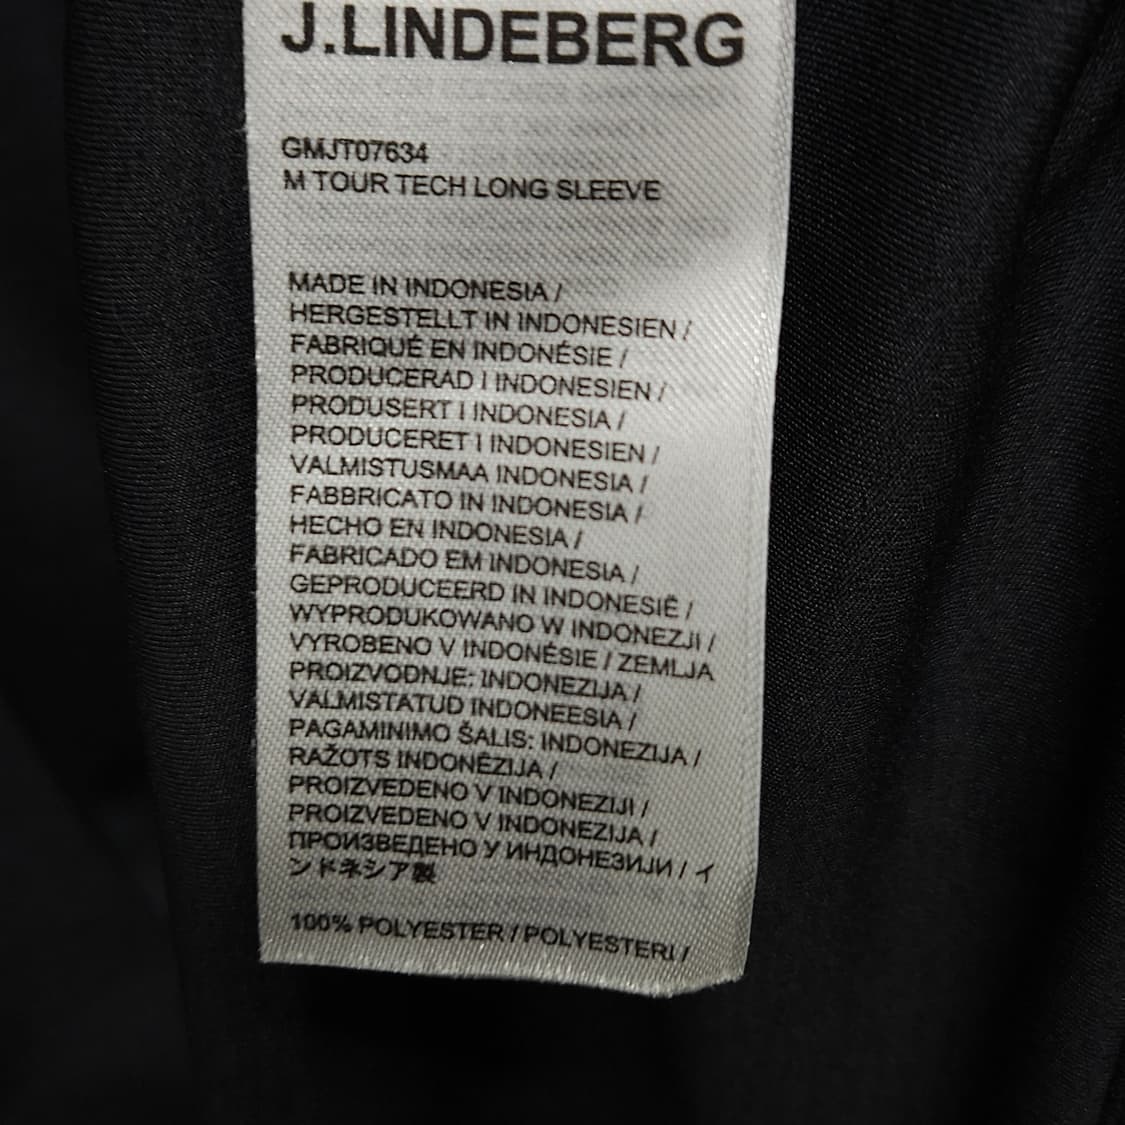 J.LINDEBERG
GMJT07634
M TOUR TECH LONG SLEEVE
MADE IN INDONESIA /
HERGESTELLT IN INDONESIEN /
FABRIQUÉ EN INDONÉSIE /
PRODUCERAD I INDONESIEN /
PRODUSERT I INDONESIA /
PRODUCERET I INDONESIEN /
VALMISTUSMAA INDONESIA /
FABBRICATO IN INDONESIA /
HECHO EN INDONESIA /
FABRICADO EM INDONESIA /
GEPRODUCEERD IN INDONESIË /
WYPRODUKOWANO W INDONEZJI /
VYROBENO V INDONÉSIE / ZEMLJA
PROIZVODNJE: INDONEZIJA /
VALMISTATUD INDONEESIA /
PAGAMINIMO ŠALIS: INDONEZIJA /
RAŽOTS INDONĒZIJA /
PROIZVEDENO V INDONEZIJI /
PROIZVEDENO V INDONEZIJA /
ПРОИЗВЕДЕНО У ИНДОНЕЗИЈИ / イ
ンドネシア製
100% POLYESTER / POLYESTERI /